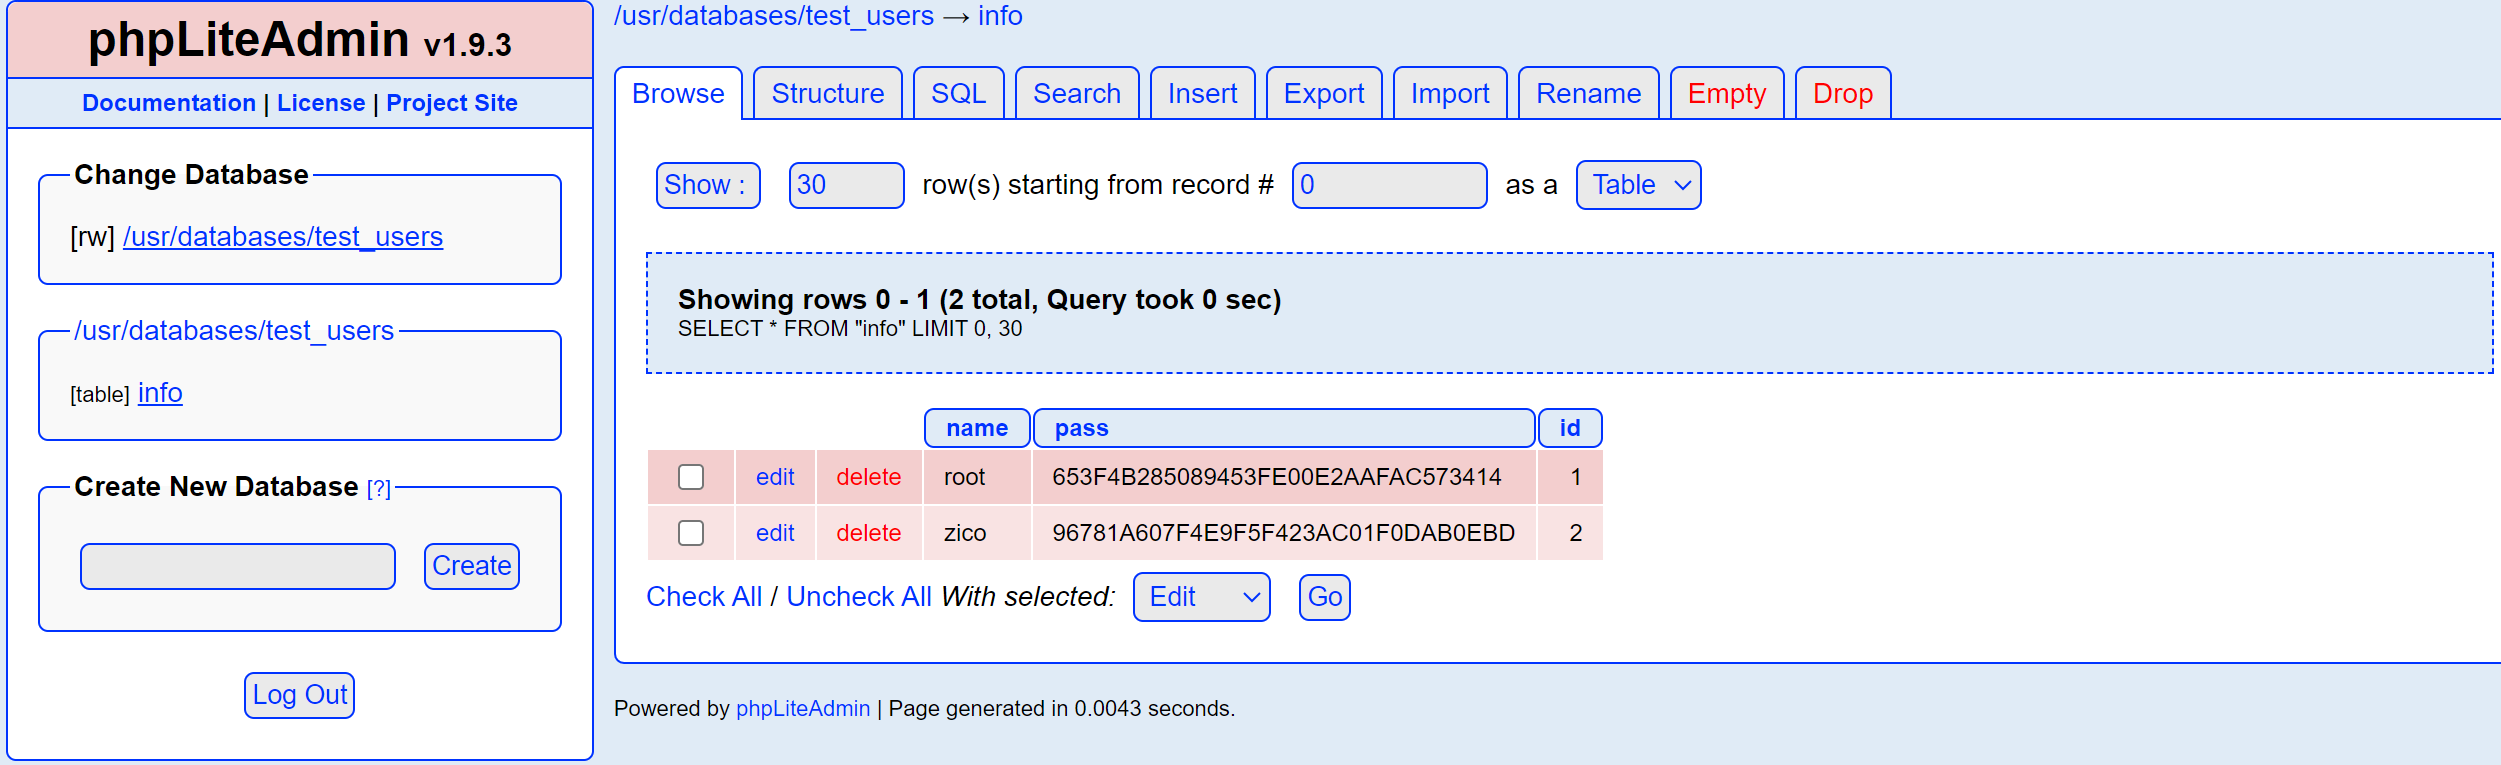 phpLiteAdmin v1.9.3
Documentation | License | Project Site
Change Database
[rw] /usr/databases/test_users
/usr/databases/test_users
[table] info
Create New Database [?]
Create
Log Out
/usr/databases/test_users → info
Browse Structure SQL Search Insert Export Import Rename Empty Drop
Show : 30 row(s) starting from record # 0 as a Table
Showing rows 0 - 1 (2 total, Query took 0 sec)
SELECT * FROM "info" LIMIT 0, 30
name pass id
edit delete root 653F4B285089453FE00E2AAFAC573414 1
edit delete zico 96781A607F4E9F5F423AC01F0DAB0EBD 2
Check All / Uncheck All With selected: Edit Go
Powered by phpLiteAdmin | Page generated in 0.0043 seconds.